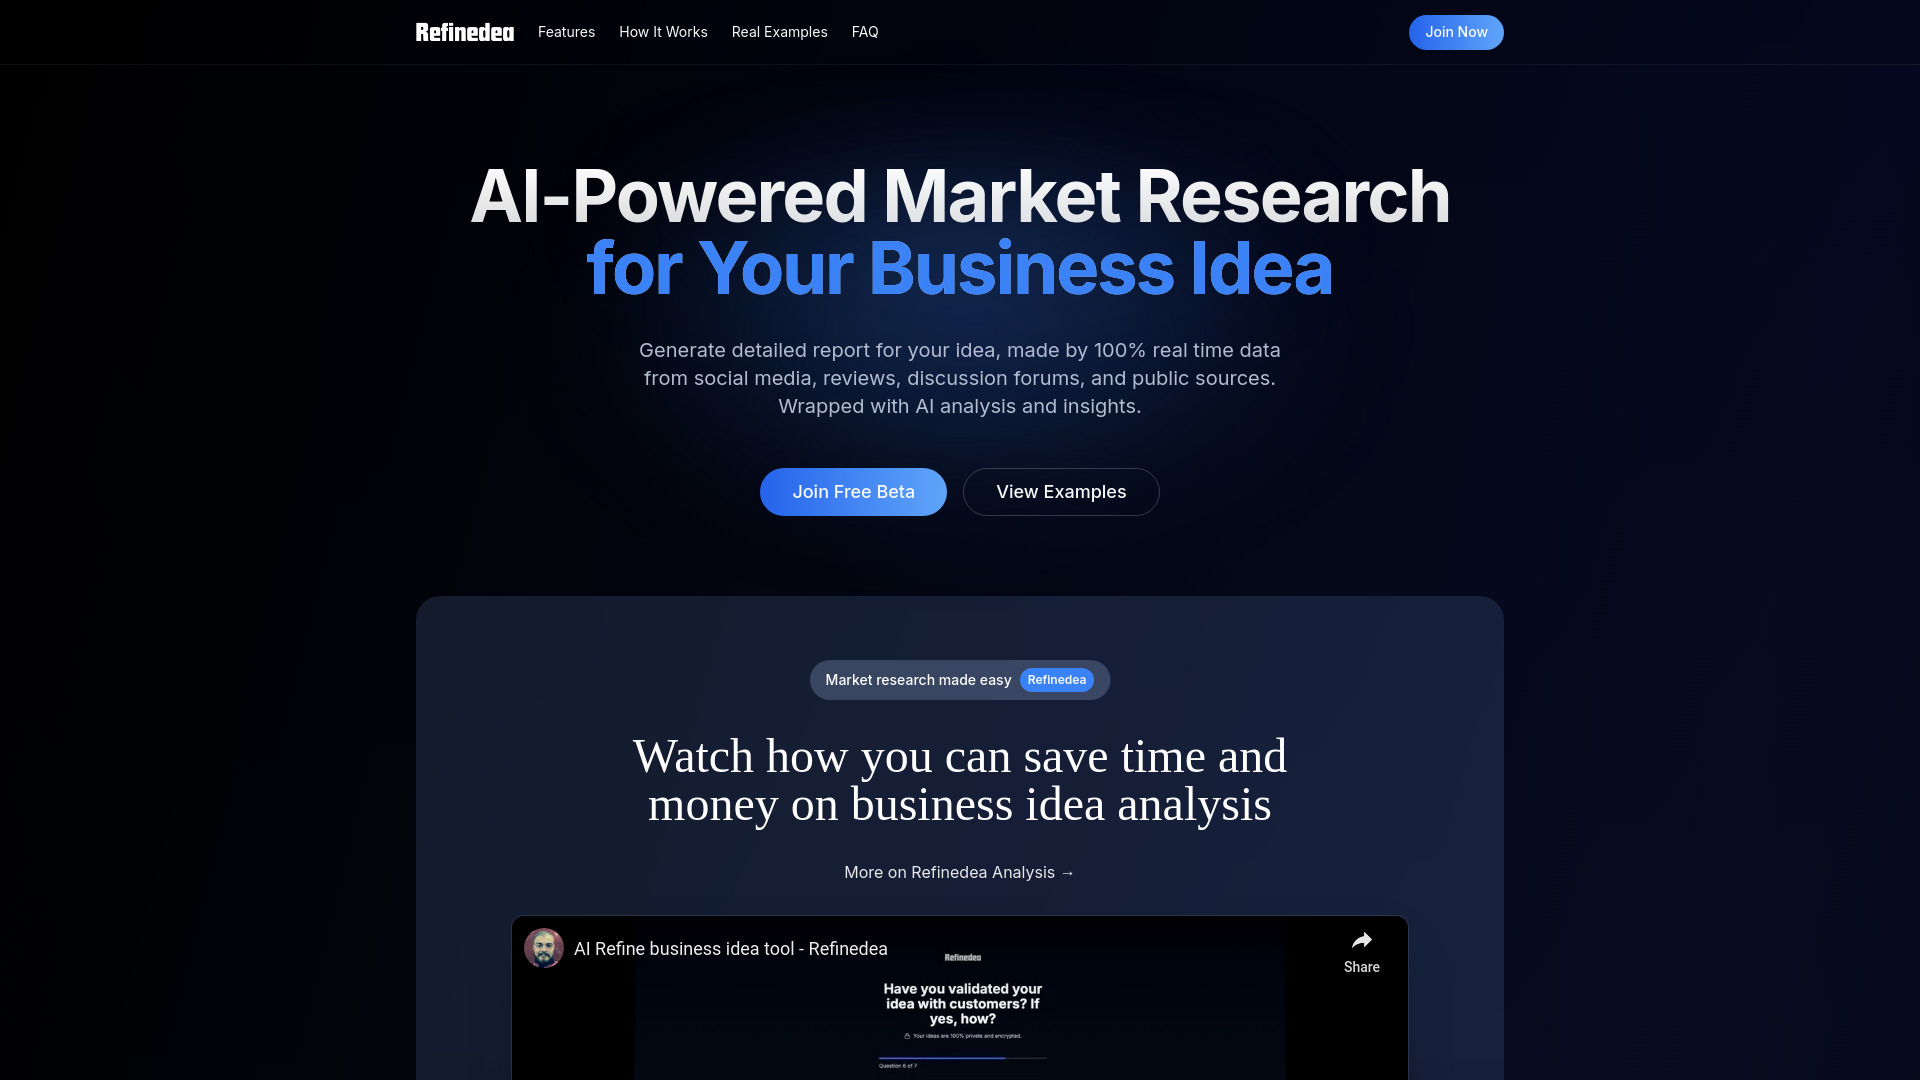 Refinedea
Features
How It Works
Real Examples
FAQ
Join Now
AI-Powered Market Research
for Your Business Idea
Generate detailed report for your idea, made by 100% real time data
from social media, reviews, discussion forums, and public sources.
Wrapped with AI analysis and insights.
Join Free Beta
View Examples
Market research made easy Refinedea
Watch how you can save time and
money on business idea analysis
More on Refinedea Analysis →
AI Refine business idea tool - Refinedea
Share
Refinedea
Have you validated your
idea with customers? If
yes, how?
Your ideas are 100% private and encrypted.
Question 6 of 7